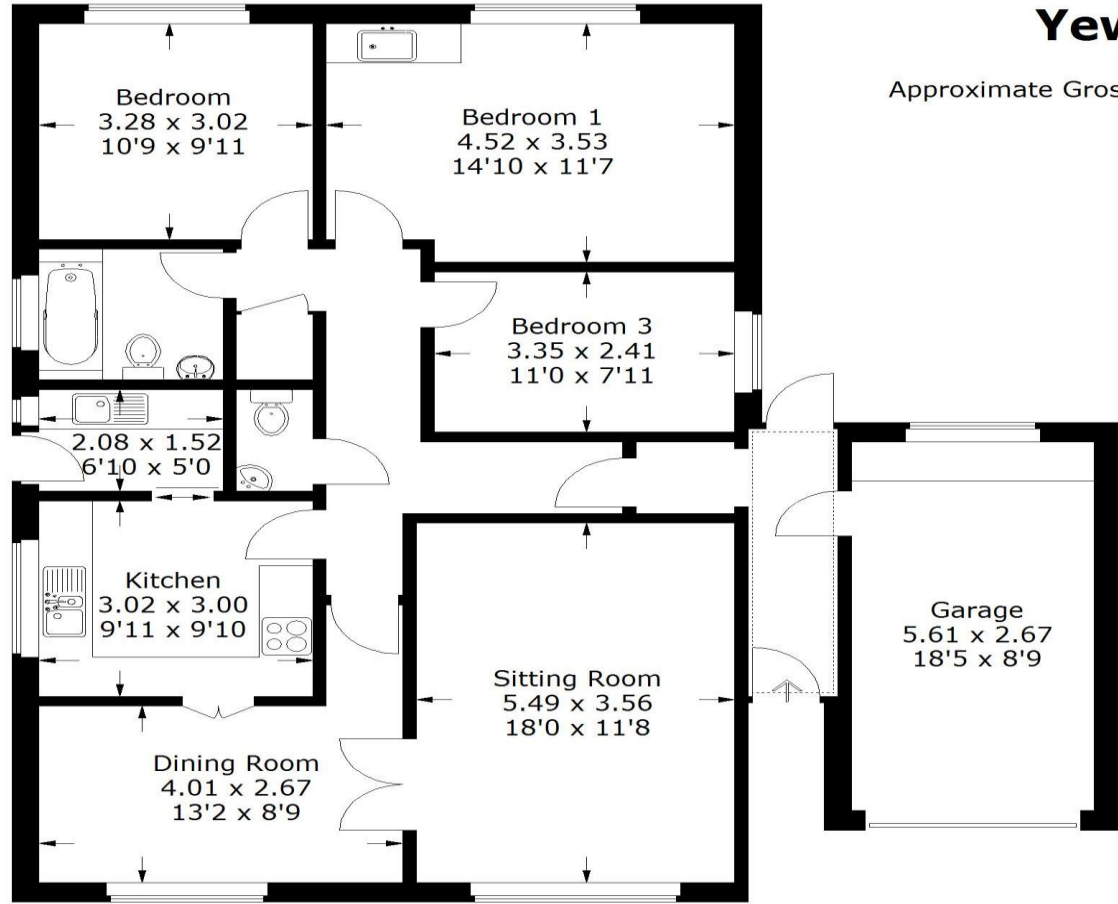 Approximate
Bedroom
3.28 x 3.02
10'9 x 9'11
Bedroom 1
4.52 x 3.53
14'10 x 11'7
Bedroom 3
3.35 x 2.41
11'0 x 7'11
2.08 x 1.52
6'10 x 5'0
Kitchen
3.02 x 3.00
9'11 x 9'10
Garage
5.61 x 2.67
18'5 x 8'9
Sitting Room
5.49 x 3.56
18'0 x 11'8
Dining Room
4.01 x 2.67
13'2 x 8'9